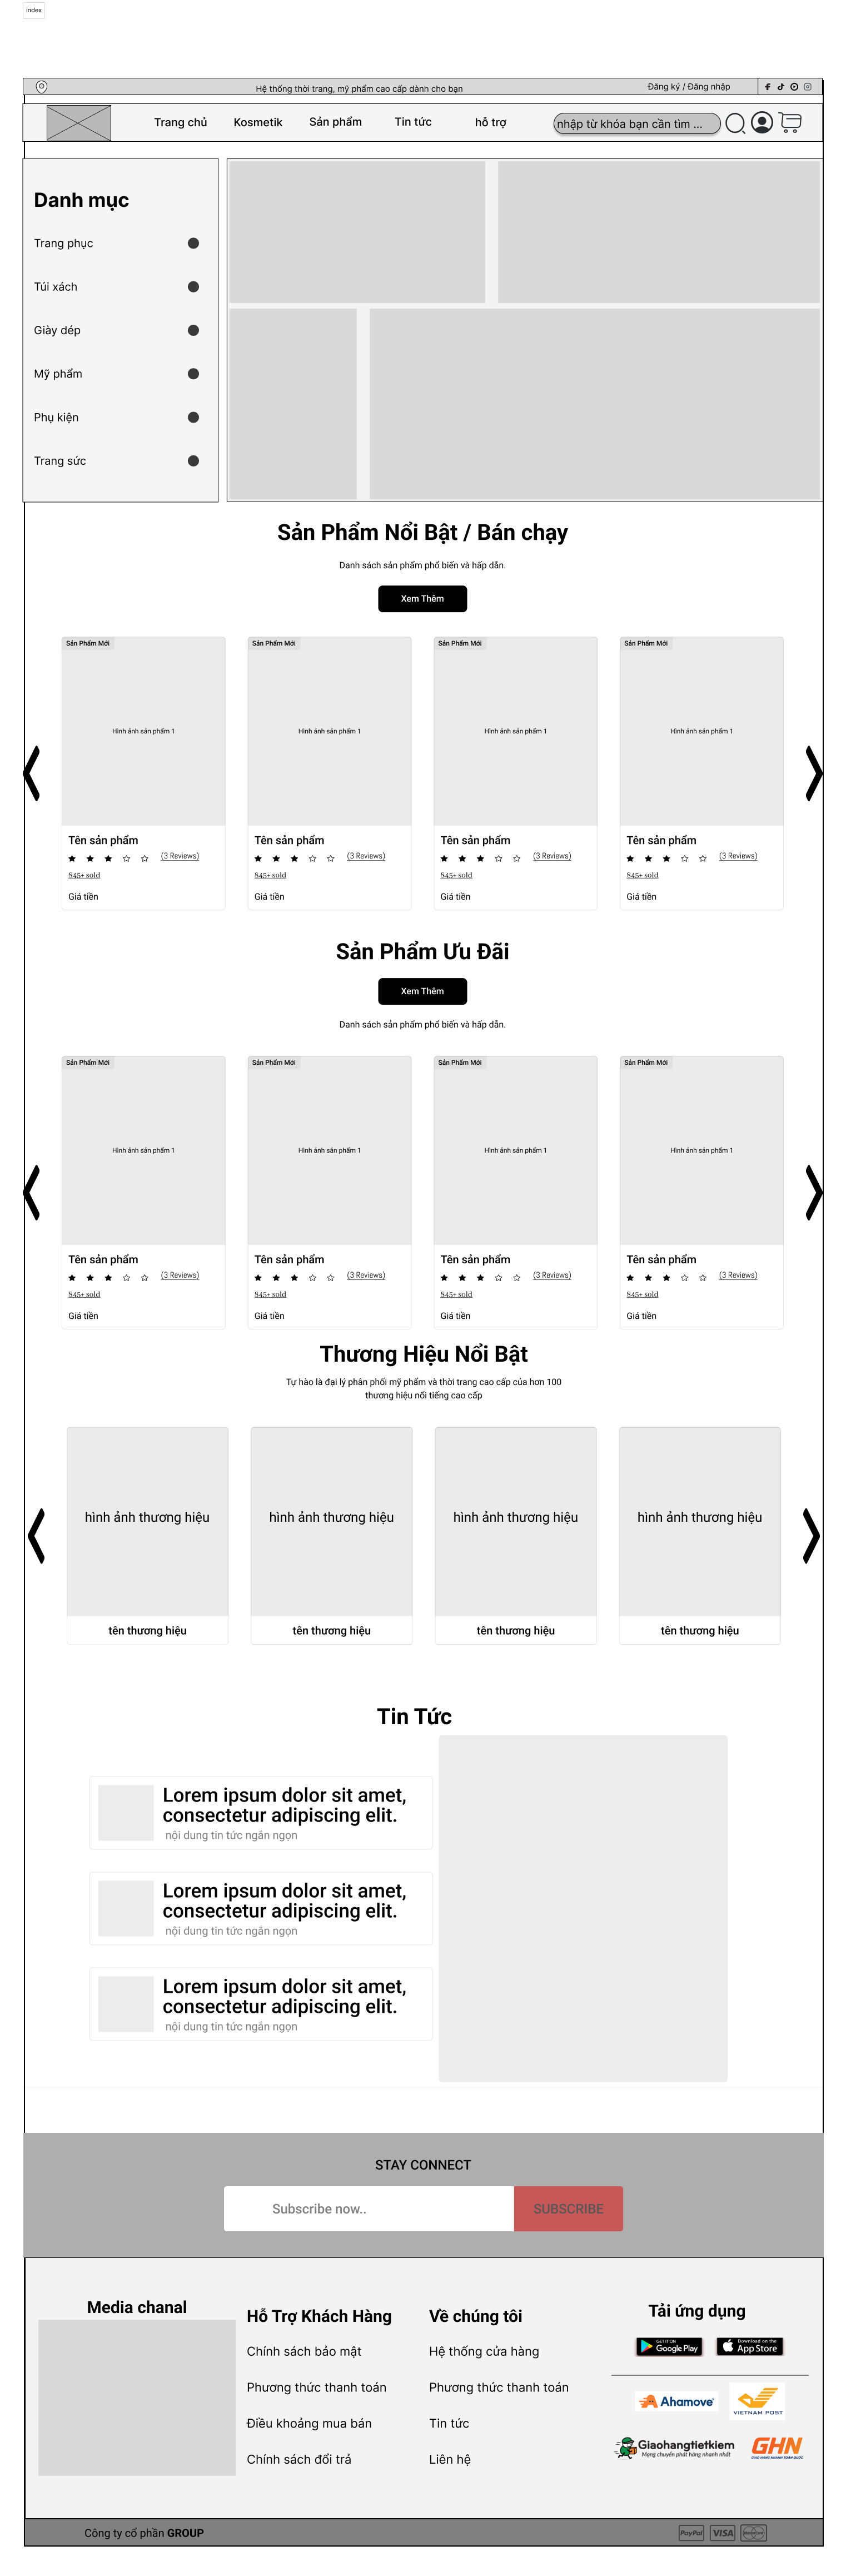 index
Hệ thống thời trang, mỹ phẩm cao cấp dành cho bạn
Đăng ký / Đăng nhập
Trang chủ
Kosmetik
Sản phẩm
Tin tức
hỗ trợ
nhập từ khóa bạn cần tìm ...
Danh mục
Trang phục
Túi xách
Giày dép
Mỹ phẩm
Phụ kiện
Trang sức
Sản Phẩm Nổi Bật / Bán chạy
Danh sách sản phẩm phổ biến và hấp dẫn.
Xem Thêm
Sản Phẩm Mới
Sản Phẩm Mới
Sản Phẩm Mới
Sản Phẩm Mới
Hình ảnh sản phẩm 1
Hình ảnh sản phẩm 1
Hình ảnh sản phẩm 1
Hình ảnh sản phẩm 1
Tên sản phẩm
Tên sản phẩm
Tên sản phẩm
Tên sản phẩm
(3 Reviews)
(3 Reviews)
(3 Reviews)
(3 Reviews)
845+ sold
845+ sold
845+ sold
845+ sold
Giá tiền
Giá tiền
Giá tiền
Giá tiền
Sản Phẩm Ưu Đãi
Xem Thêm
Danh sách sản phẩm phổ biến và hấp dẫn.
Sản Phẩm Mới
Sản Phẩm Mới
Sản Phẩm Mới
Sản Phẩm Mới
Hình ảnh sản phẩm 1
Hình ảnh sản phẩm 1
Hình ảnh sản phẩm 1
Hình ảnh sản phẩm 1
Tên sản phẩm
Tên sản phẩm
Tên sản phẩm
Tên sản phẩm
(3 Reviews)
(3 Reviews)
(3 Reviews)
(3 Reviews)
845+ sold
845+ sold
845+ sold
845+ sold
Giá tiền
Giá tiền
Giá tiền
Giá tiền
Thương Hiệu Nổi Bật
Tự hào là đại lý phân phối mỹ phẩm và thời trang cao cấp của hơn 100
thương hiệu nổi tiếng cao cấp
hình ảnh thương hiệu
hình ảnh thương hiệu
hình ảnh thương hiệu
hình ảnh thương hiệu
tên thương hiệu
tên thương hiệu
tên thương hiệu
tên thương hiệu
Tin Tức
Lorem ipsum dolor sit amet,
consectetur adipiscing elit.
nội dung tin tức ngắn ngọn
Lorem ipsum dolor sit amet,
consectetur adipiscing elit.
nội dung tin tức ngắn ngọn
Lorem ipsum dolor sit amet,
consectetur adipiscing elit.
nội dung tin tức ngắn ngọn
STAY CONNECT
Subscribe now..
SUBSCRIBE
Media chanal
Hỗ Trợ Khách Hàng
Chính sách bảo mật
Phương thức thanh toán
Điều khoảng mua bán
Chính sách đổi trả
Về chúng tôi
Hệ thống cửa hàng
Phương thức thanh toán
Tin tức
Liên hệ
Tải ứng dụng
GET IT ON
Google Play
Download on the
App Store
Ahamove
VIETNAM POST
Giaohangtietkiem
Mạng chuyển phát hàng nhanh nhất
GHN
GIAO HÀNG NHANH TOÀN QUỐC
Công ty cổ phần GROUP
PayPal
VISA